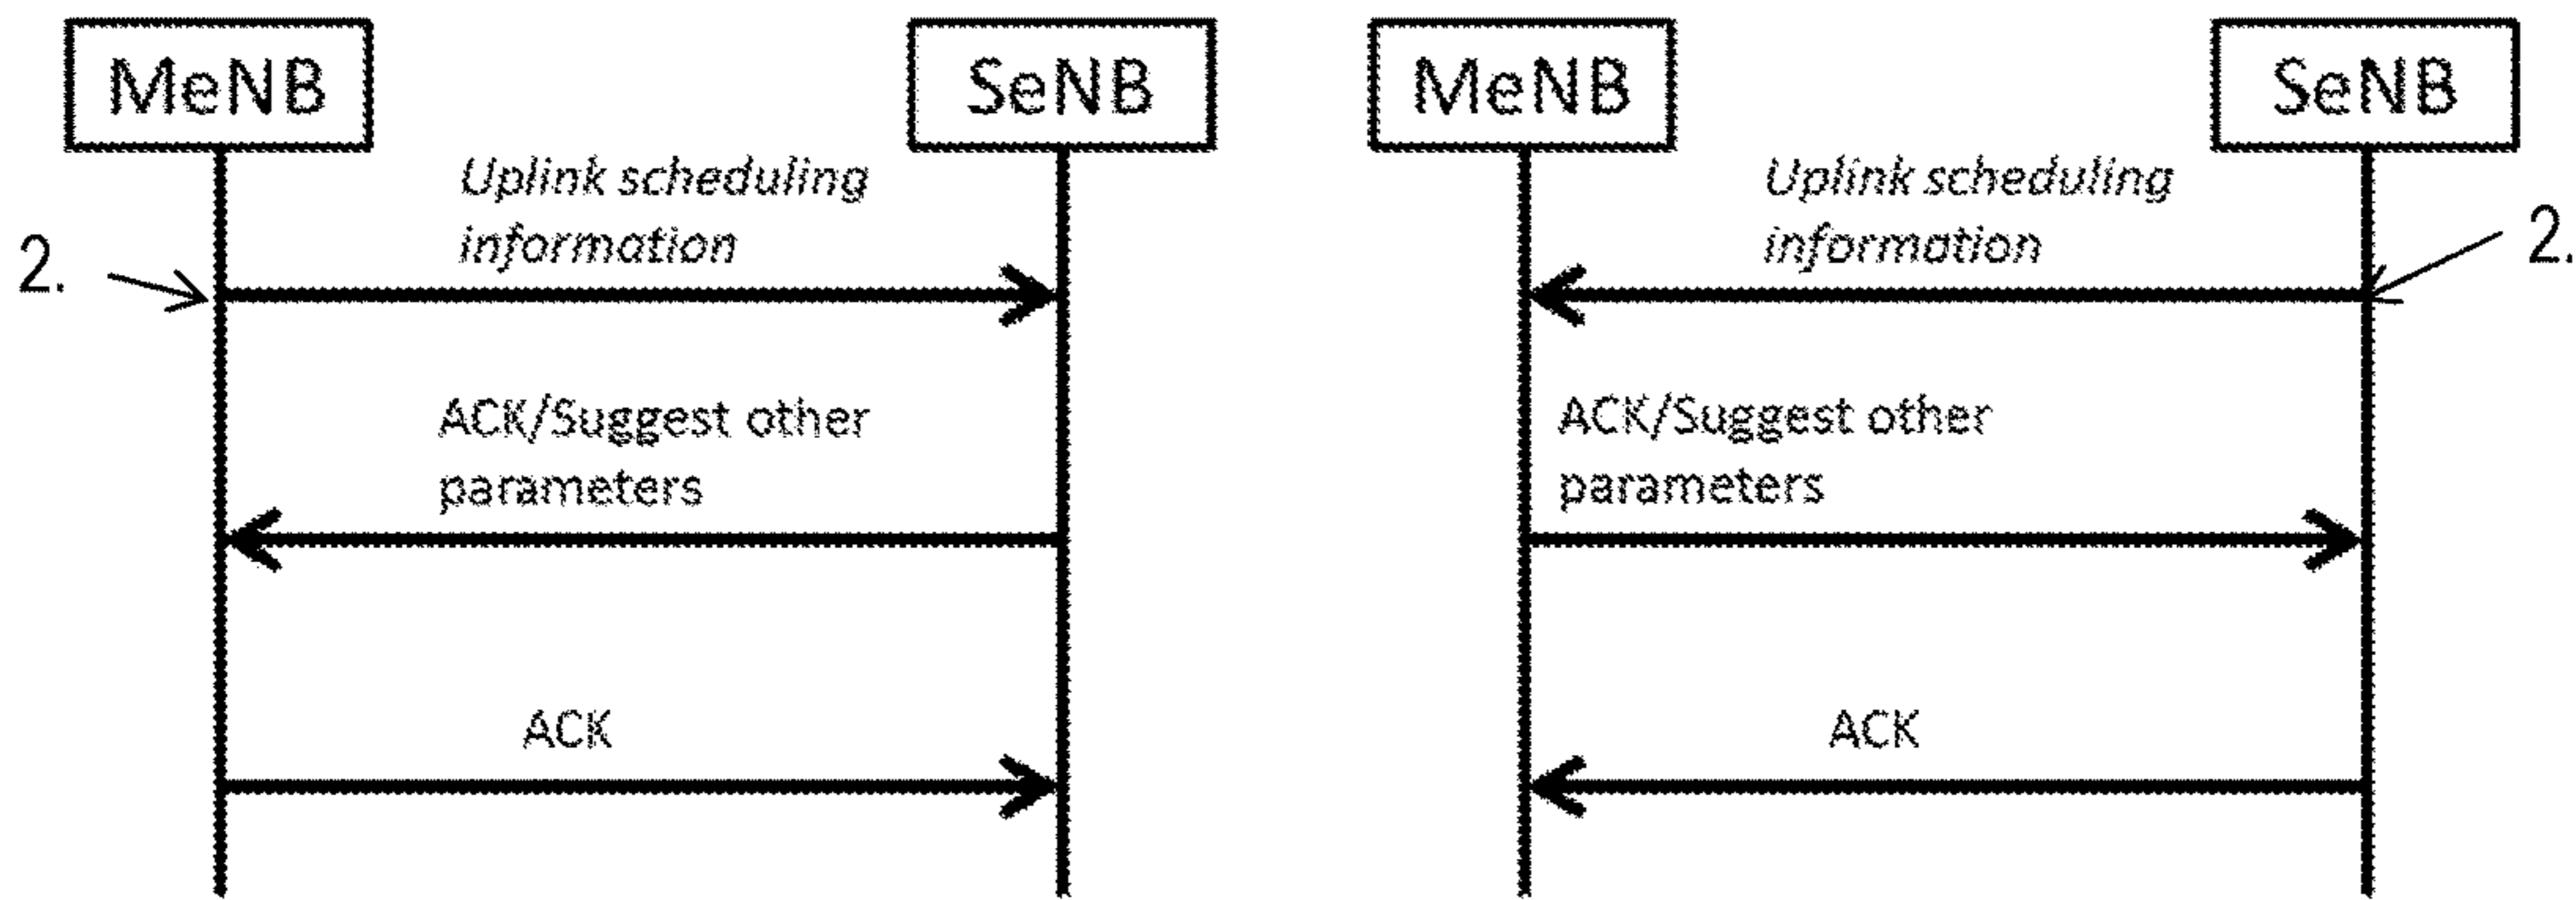 MeNB
SeNB
Uplink scheduling
information
2.
ACK/Suggest other
parameters
ACK
MeNB
SeNB
Uplink scheduling
information
2.
ACK/Suggest other
parameters
ACK